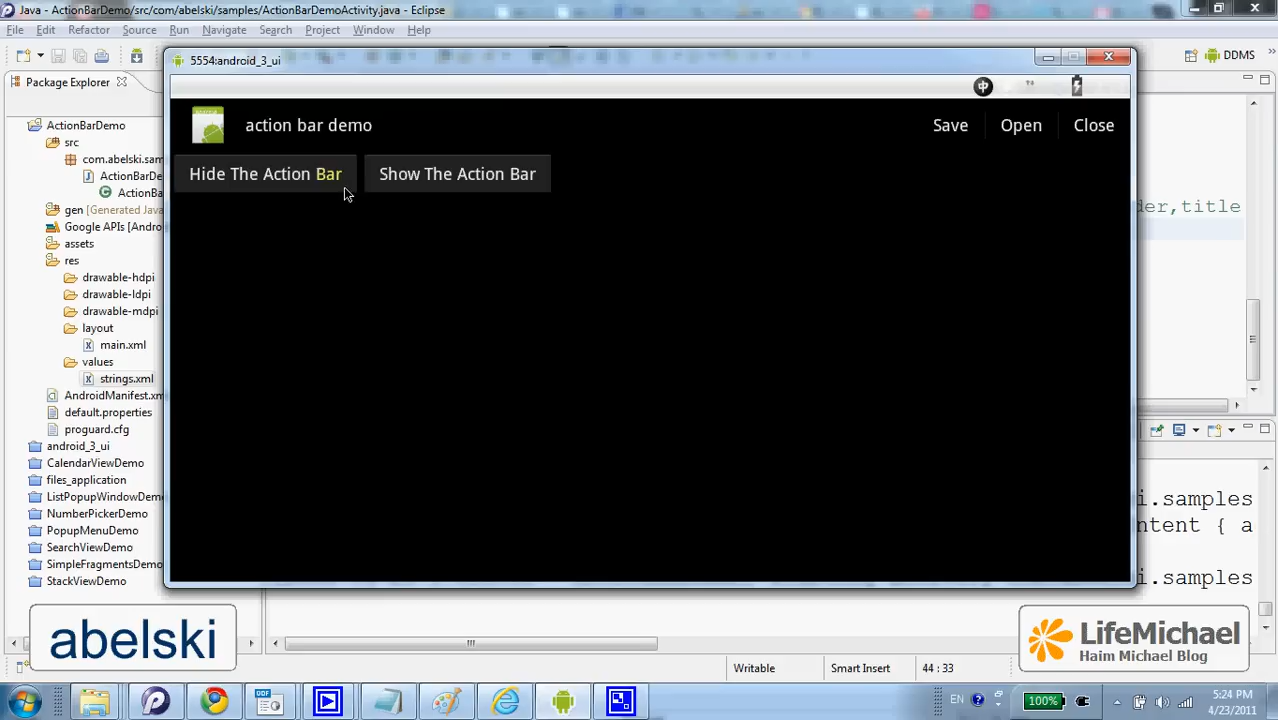 Java - ActionBarDemo/src/com/abelski/samples/ActionBarDemoActivity.java - Eclipse
File Edit Refactor Source Run Navigate Search Project Window Help
5554:android_3_ui
DDMS
Package Explorer
action bar demo
Save Open Close
Hide The Action Bar
Show The Action Bar
ActionBarDemo
src
com.abelski.sam
ActionBarDe
ActionBa
gen [Generated Java
Google APIs [Andro
assets
res
drawable-hdpi
drawable-ldpi
drawable-mdpi
layout
main.xml
values
strings.xml
AndroidManifest.xm
default.properties
proguard.cfg
android_3_ui
CalendarViewDemo
files_application
ListPopupWindowDemo
NumberPickerDemo
PopupMenuDemo
SearchViewDemo
SimpleFragmentsDemo
StackViewDemo
der,title
i.samples
ntent { a
i.samples
abelski
LifeMichael
Haim Michael Blog
Writable
Smart Insert
44 : 33
EN
100%
5:24 PM
4/23/2011